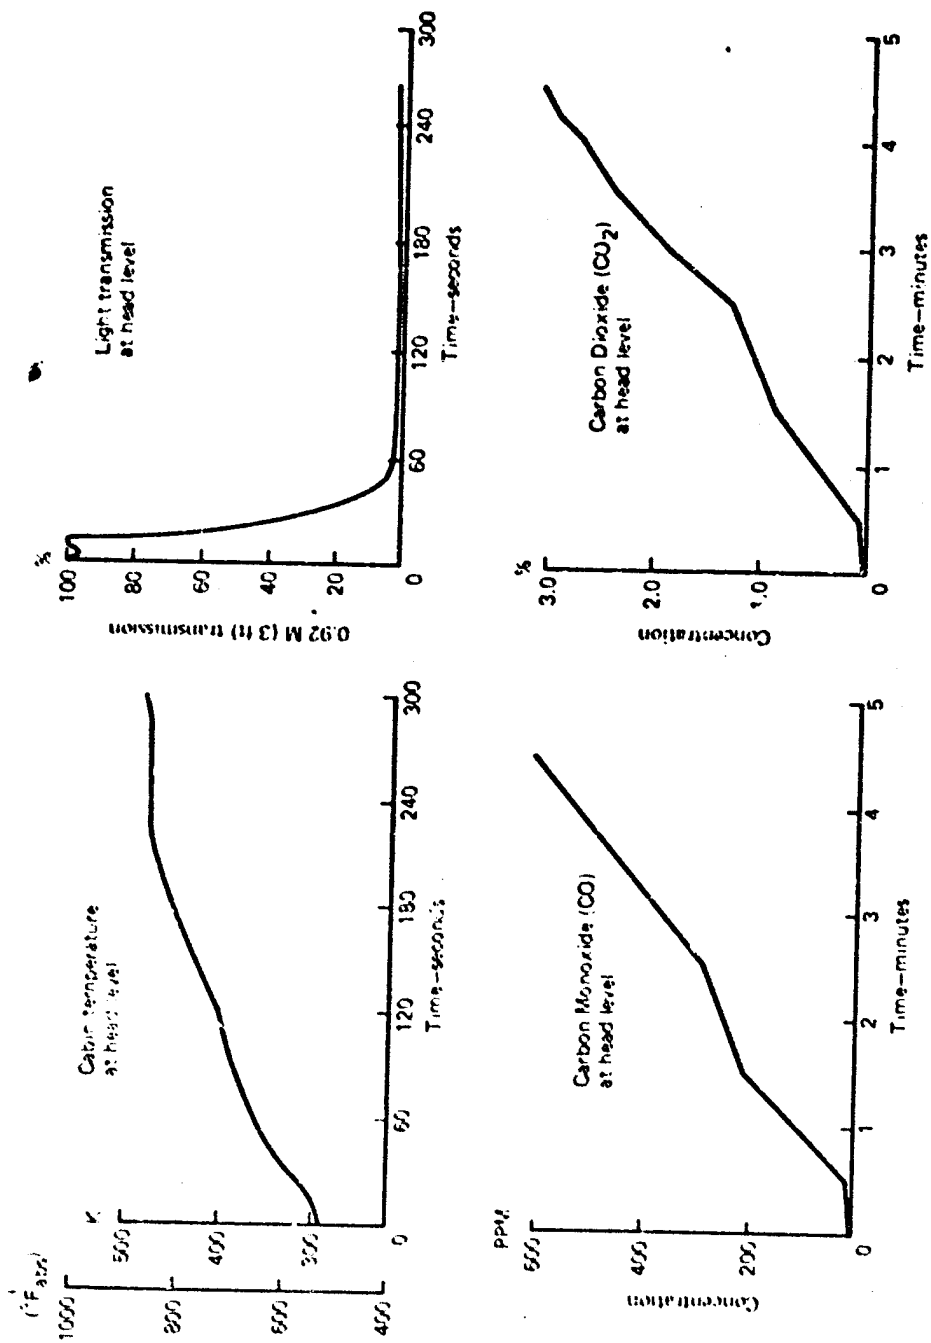 (°F abs)
1000
800
600
400
K
500
400
300
Cabin temperature
at head level
0
60
120
180
240
300
Time–seconds
%
100
80
60
40
20
0
0.92 M (3 ft) transmission
Light transmission
at head level
60
120
180
240
300
Time–seconds
PPM
600
400
200
0
Concentration
Carbon Monoxide (CO)
at head level
1
2
3
4
5
Time–minutes
%
3.0
2.0
1.0
0
Concentration
Carbon Dioxide (CO2)
at head level
1
2
3
4
5
Time–minutes